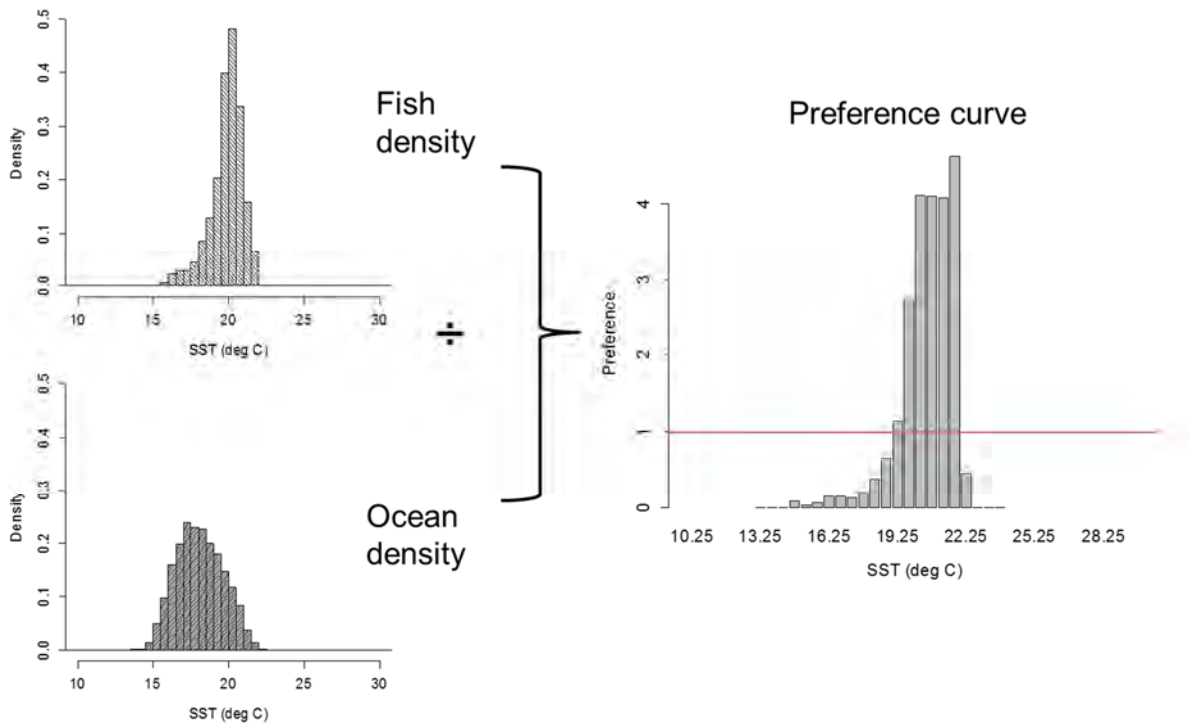 0.5
0.4
0.3
0.2
0.1
0.0
Density
10 15 20 25 30
SST (deg C)
Fish
density
÷
0.5
0.4
0.3
0.2
0.1
0.0
Density
10 15 20 25 30
SST (deg C)
Ocean
density
Preference curve
4
3
2
1
0
Preference
10.25 13.25 16.25 19.25 22.25 25.25 28.25
SST (deg C)